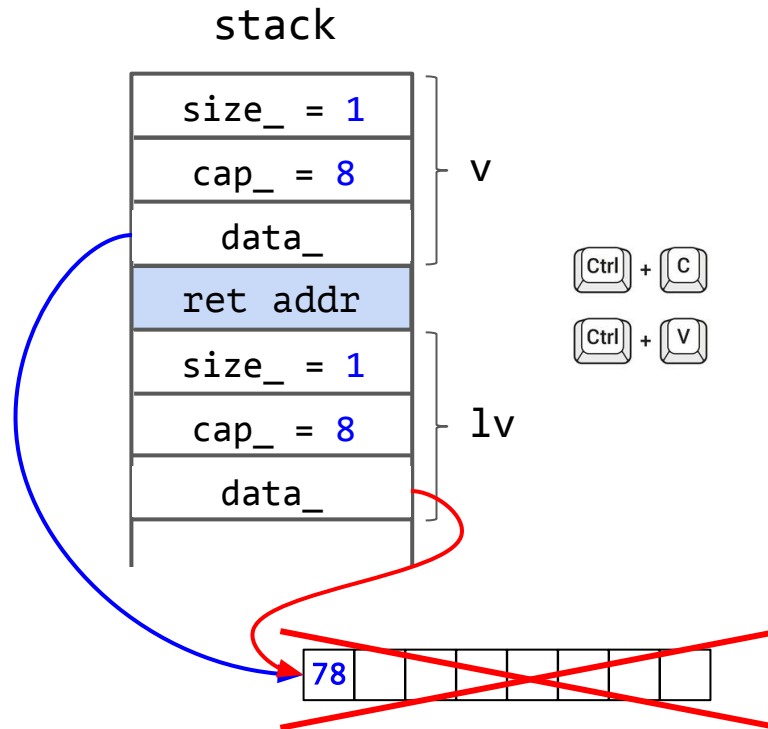 stack
size_ = 1
cap_ = 8
data_
v
ret addr
size_ = 1
cap_ = 8
data_
lv
Ctrl + C
Ctrl + V
78